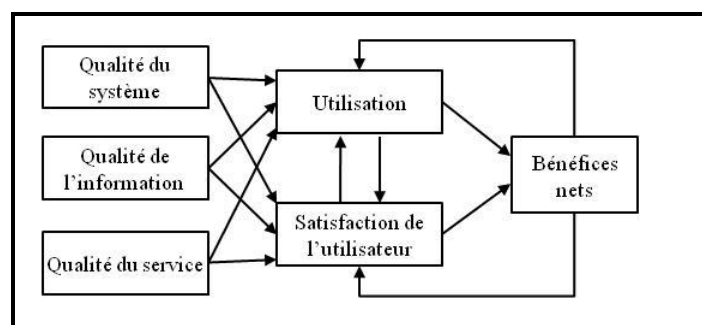 Qualité du
système
Utilisation
Qualité de
l'information
Bénéfices
nets
Satisfaction de
l'utilisateur
Qualité du service